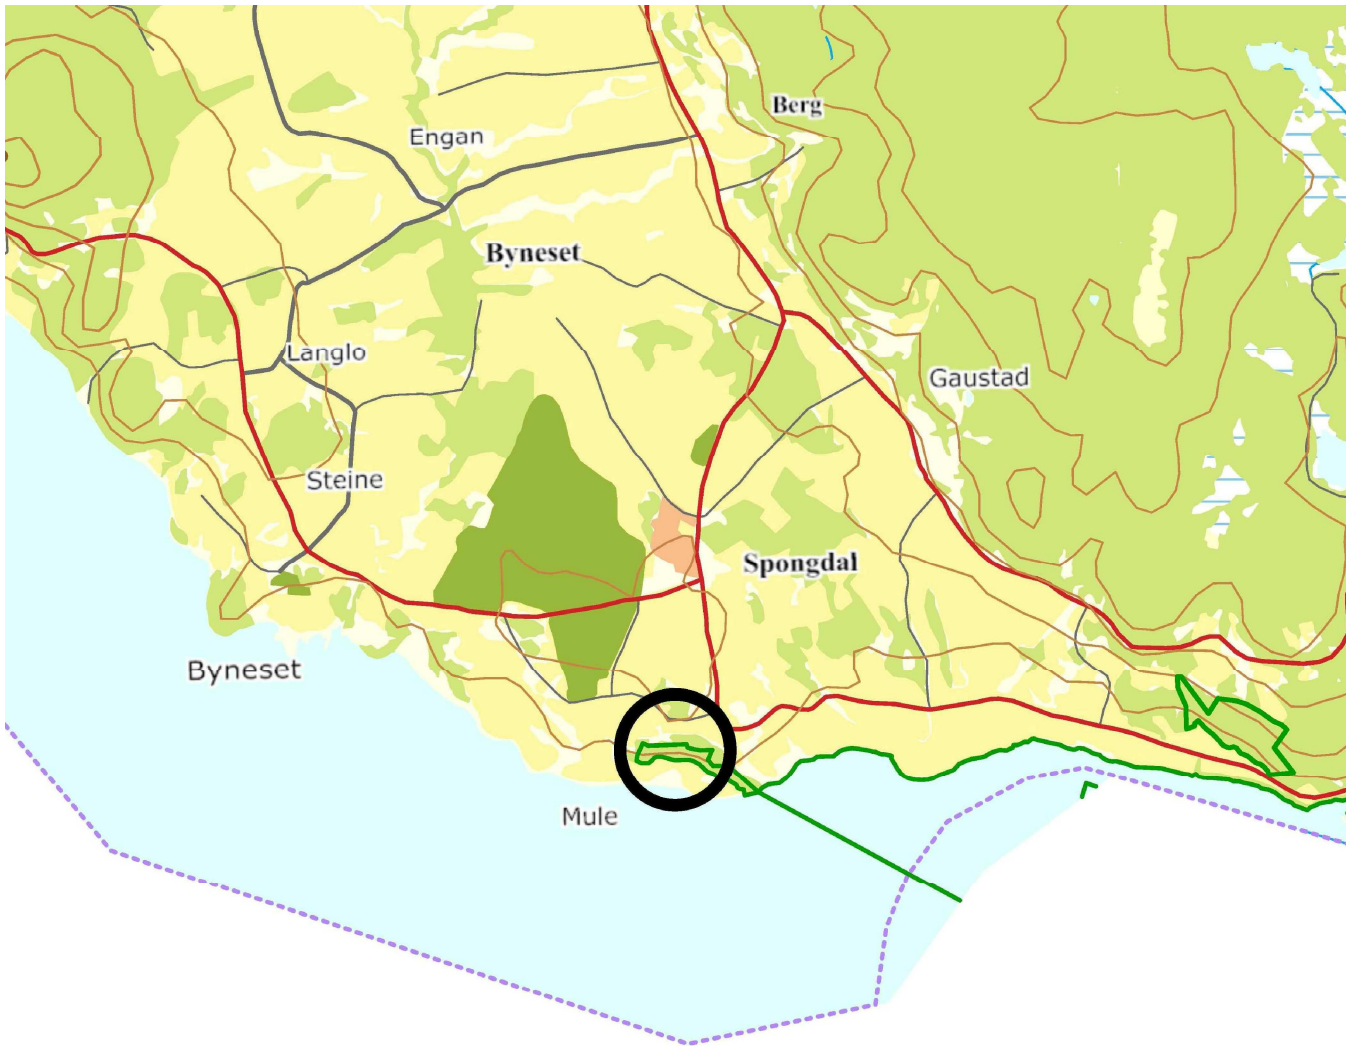 Berg
Engan
Byneset
Langlo
Gaustad
Steine
Spongdal
Byneset
Mule